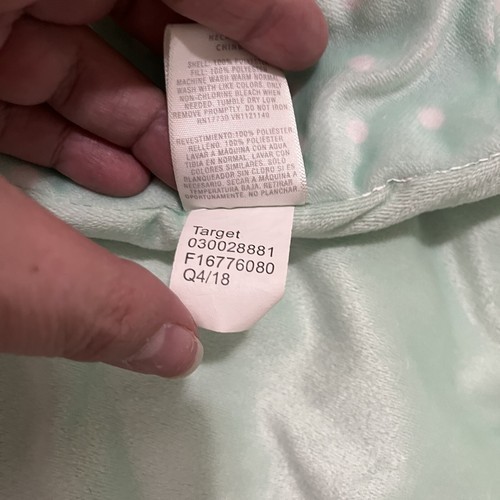 CHINA
SHELL: 100% POLYESTER
FILL: 100% POLYESTER
MACHINE WASH WARM NORMAL
WASH WITH LIKE COLORS. ONLY
NON-CHLORINE BLEACH WHEN
NEEDED. TUMBLE DRY LOW.
REMOVE PROMPTLY. DO NOT IRON
REVESTIMIENTO:100% POLIÉSTER
RELLENO: 100% POLIÉSTER
LAVAR A MÁQUINA CON AGUA
TIBIA EN NORMAL. LAVAR CON
COLORES SIMILARES. SOLO
BLANQUEADOR SIN CLORO SI ES
NECESARIO. SECAR A MÁQUINA A
TEMPERATURA BAJA. RETIRAR
OPORTUNAMENTE. NO PLANCHAR
Target
030028881
F16776080
Q4/18